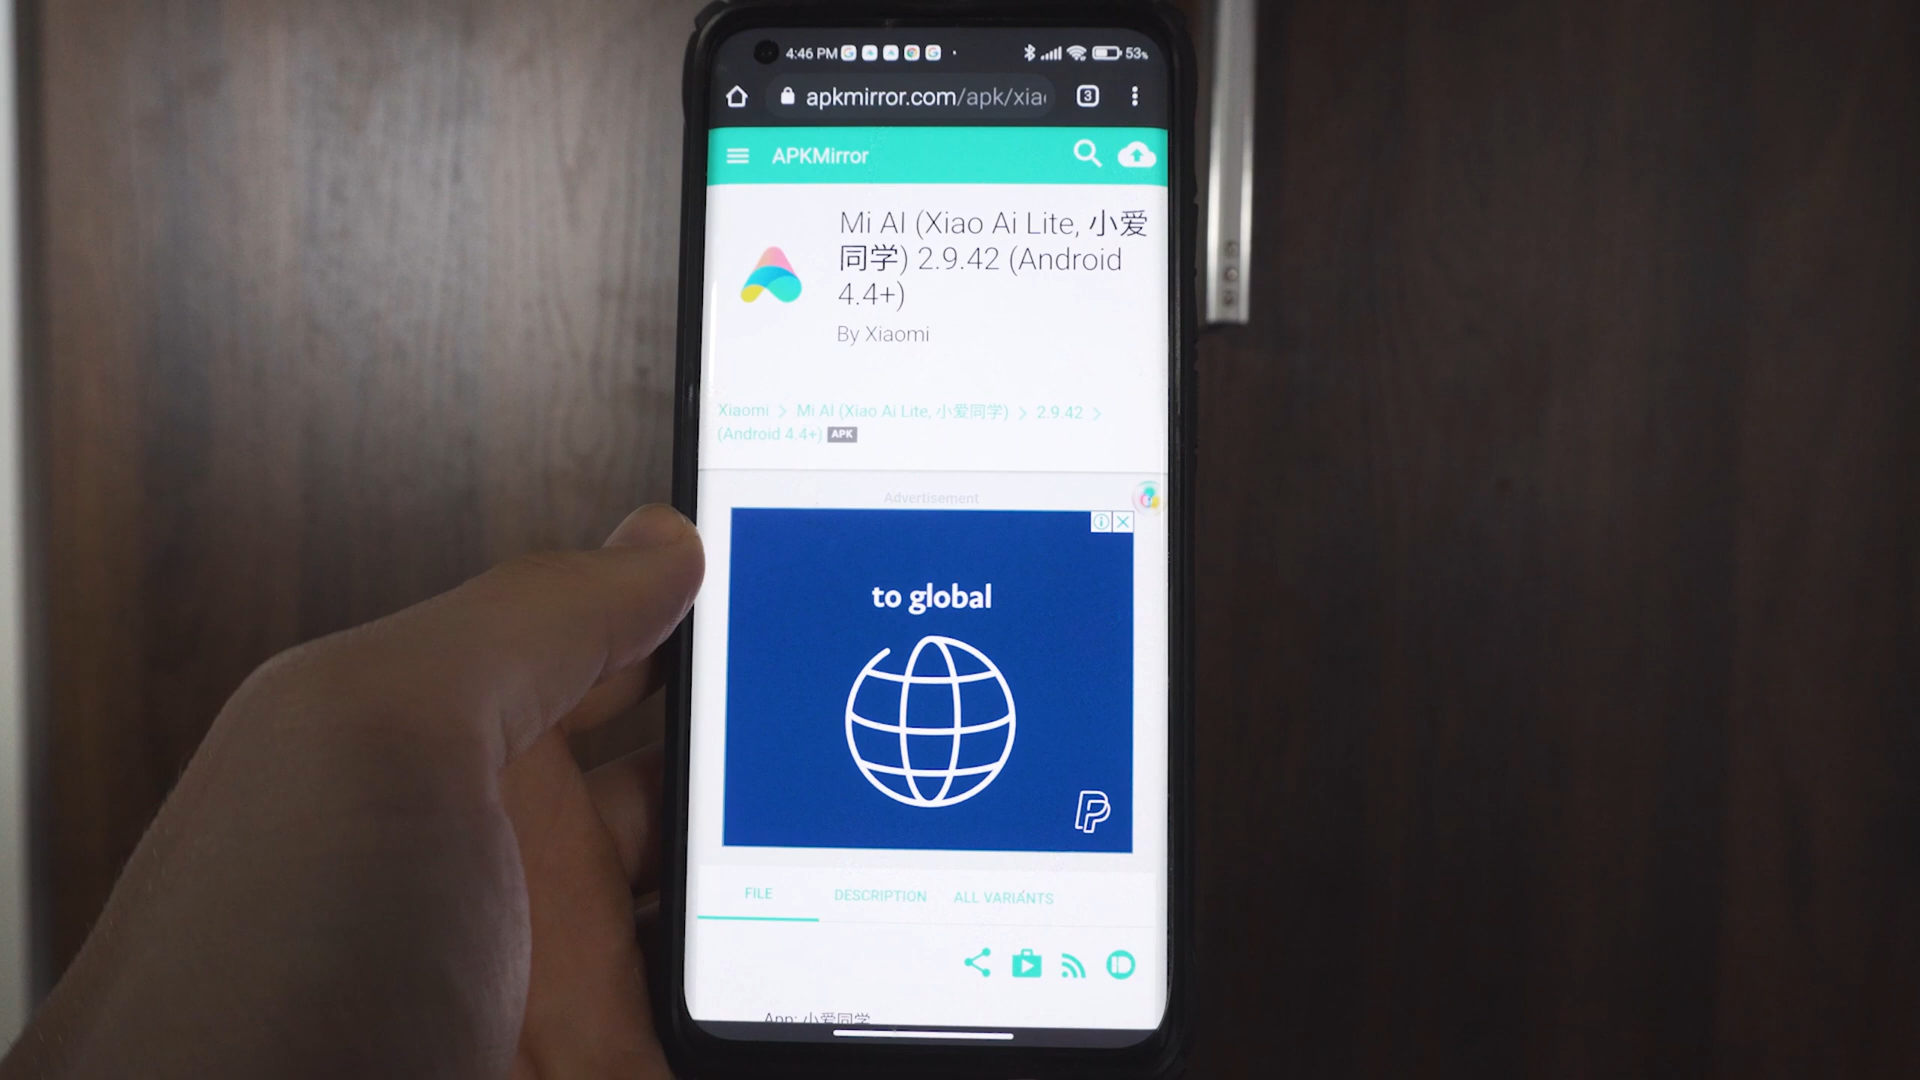 4:46 PM
53%
apkmirror.com/apk/xia
3
APKMirror
Mi AI (Xiao Ai Lite, 小爱
同学) 2.9.42 (Android
4.4+)
By Xiaomi
Xiaomi > Mi AI (Xiao Ai Lite, 小爱同学) > 2.9.42 >
(Android 4.4+) APK
Advertisement
to global
FILE DESCRIPTION ALL VARIANTS
App: 小爱同学